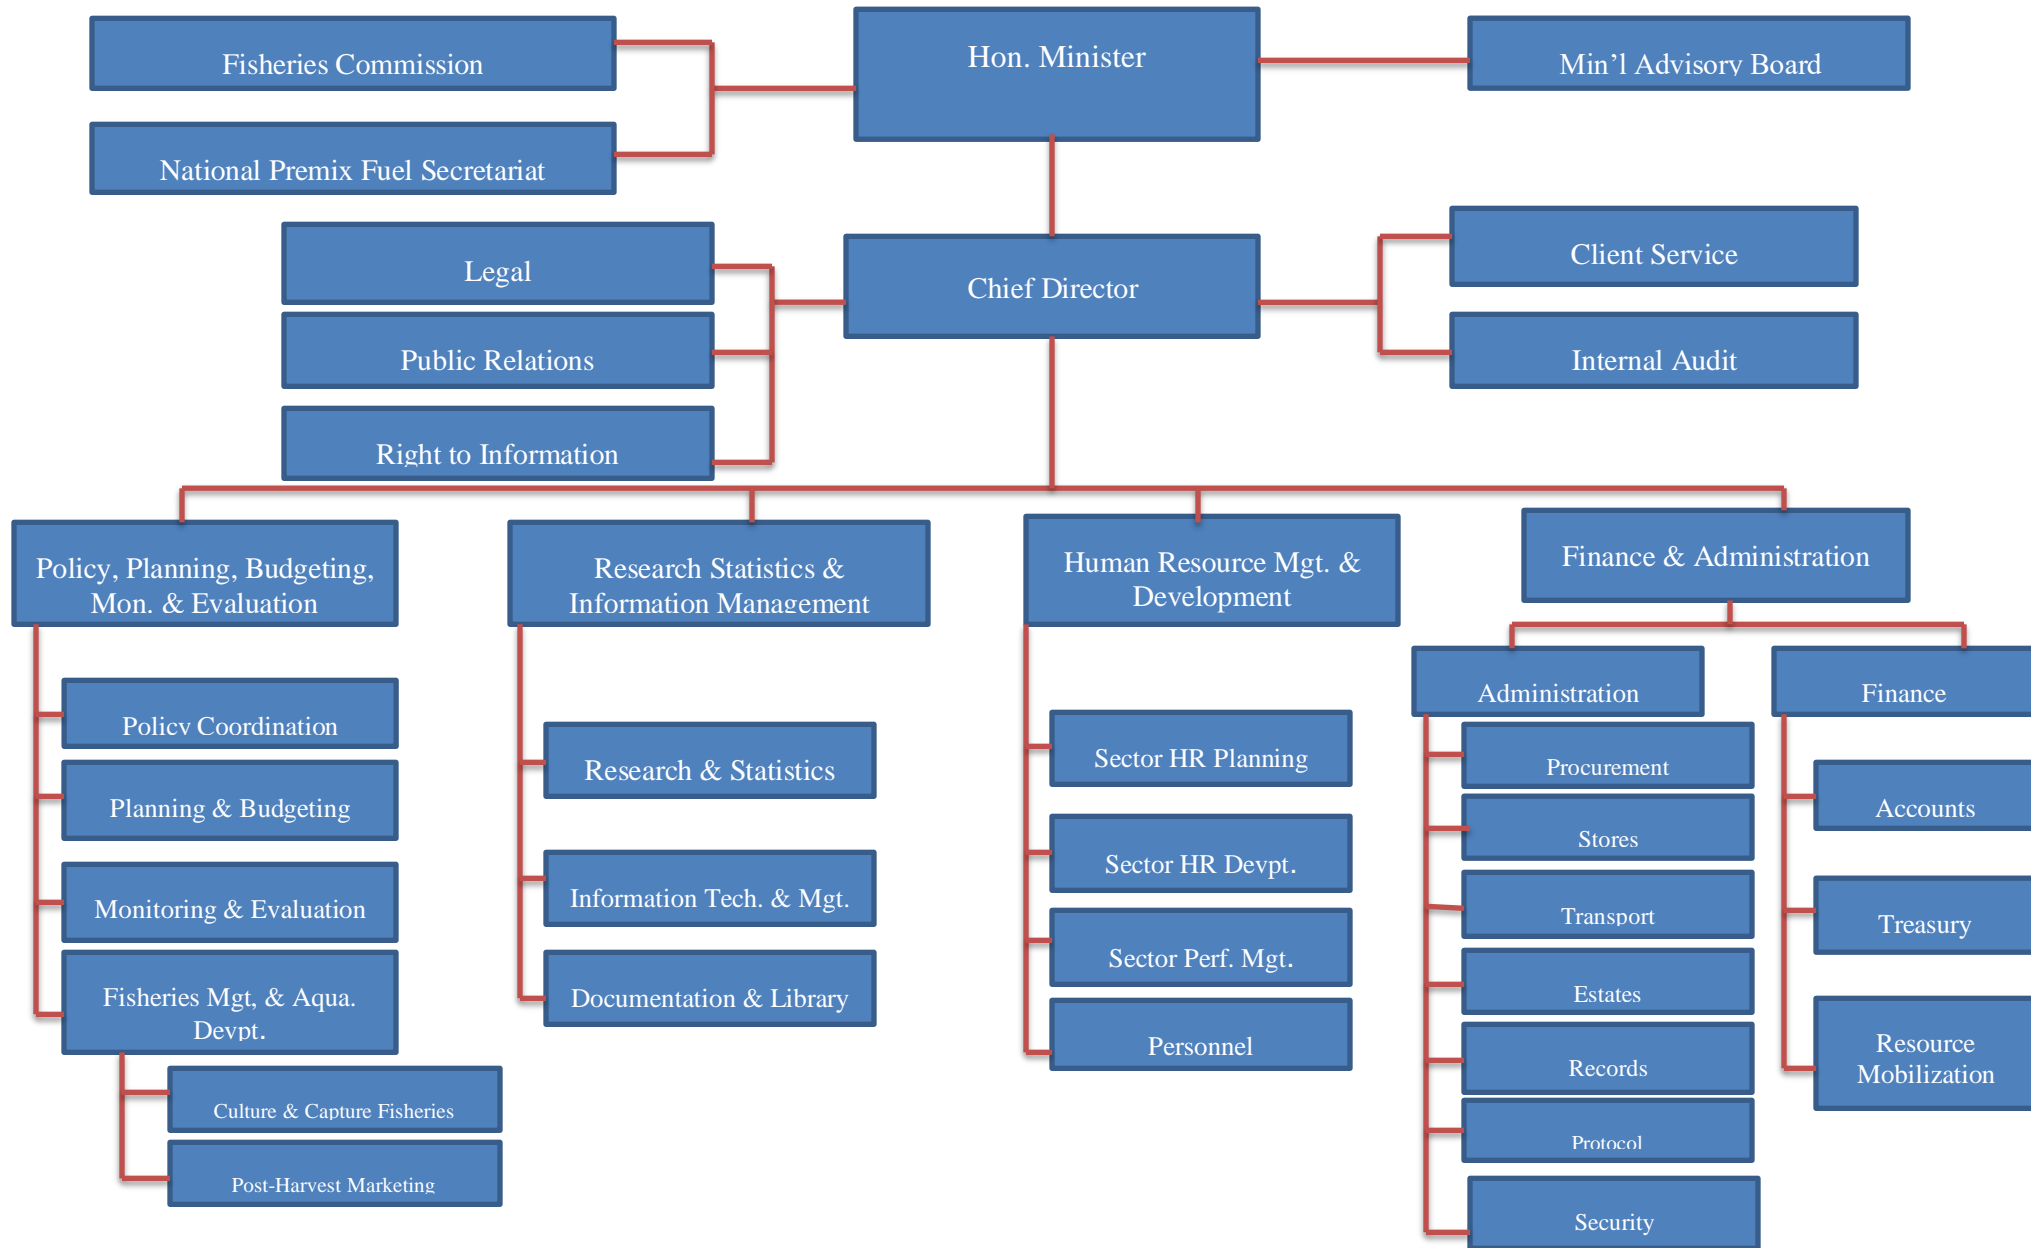 Hon. Minister
Fisheries Commission
Min'l Advisory Board
National Premix Fuel Secretariat
Legal
Chief Director
Client Service
Public Relations
Internal Audit
Right to Information
Policy, Planning, Budgeting,
Mon. & Evaluation
Research Statistics &
Information Management
Human Resource Mgt. &
Development
Finance & Administration
Policy Coordination
Planning & Budgeting
Monitoring & Evaluation
Fisheries Mgt, & Aqua.
Devpt.
Culture & Capture Fisheries
Post-Harvest Marketing
Research & Statistics
Information Tech. & Mgt.
Documentation & Library
Sector HR Planning
Sector HR Devpt.
Sector Perf. Mgt.
Personnel
Administration
Procurement
Stores
Transport
Estates
Records
Protocol
Security
Finance
Accounts
Treasury
Resource
Mobilization